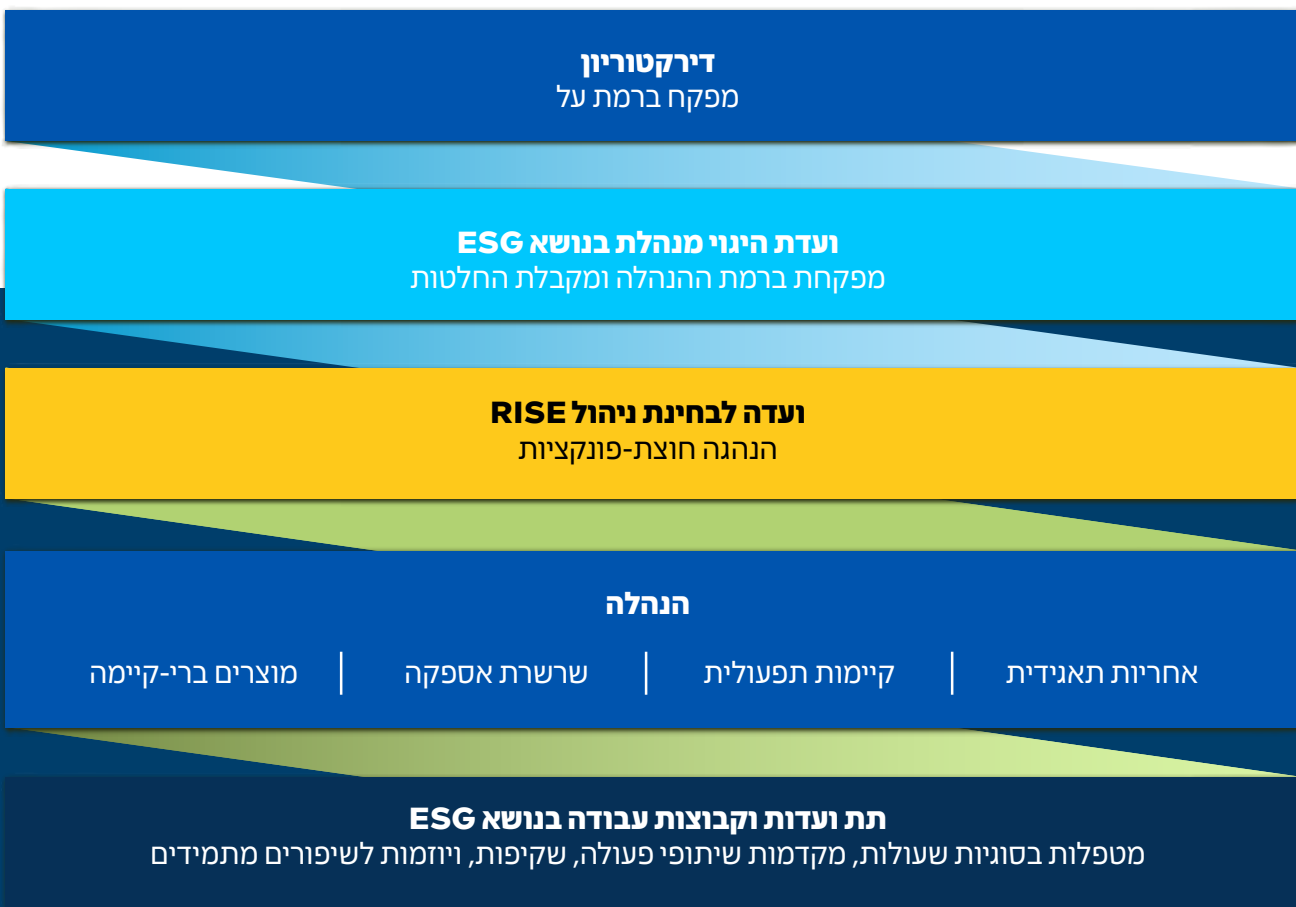 דירקטוריון
מפקח ברמת על
ועדת היגוי מנהלת בנושא ESG
מפקחת ברמת ההנהלה ומקבלת החלטות
ועדה לבחינת ניהול RISE
הנהגה חוצת-פונקציות
הנהלה
אחריות תאגידית | קיימות תפעולית | שרשרת אספקה | מוצרים ברי-קיימה
תת ועדות וקבוצות עבודה בנושא ESG
מטפלות בסוגיות שעולות, מקדמות שיתופי פעולה, שקיפות, ויוזמות לשיפורים מתמידים